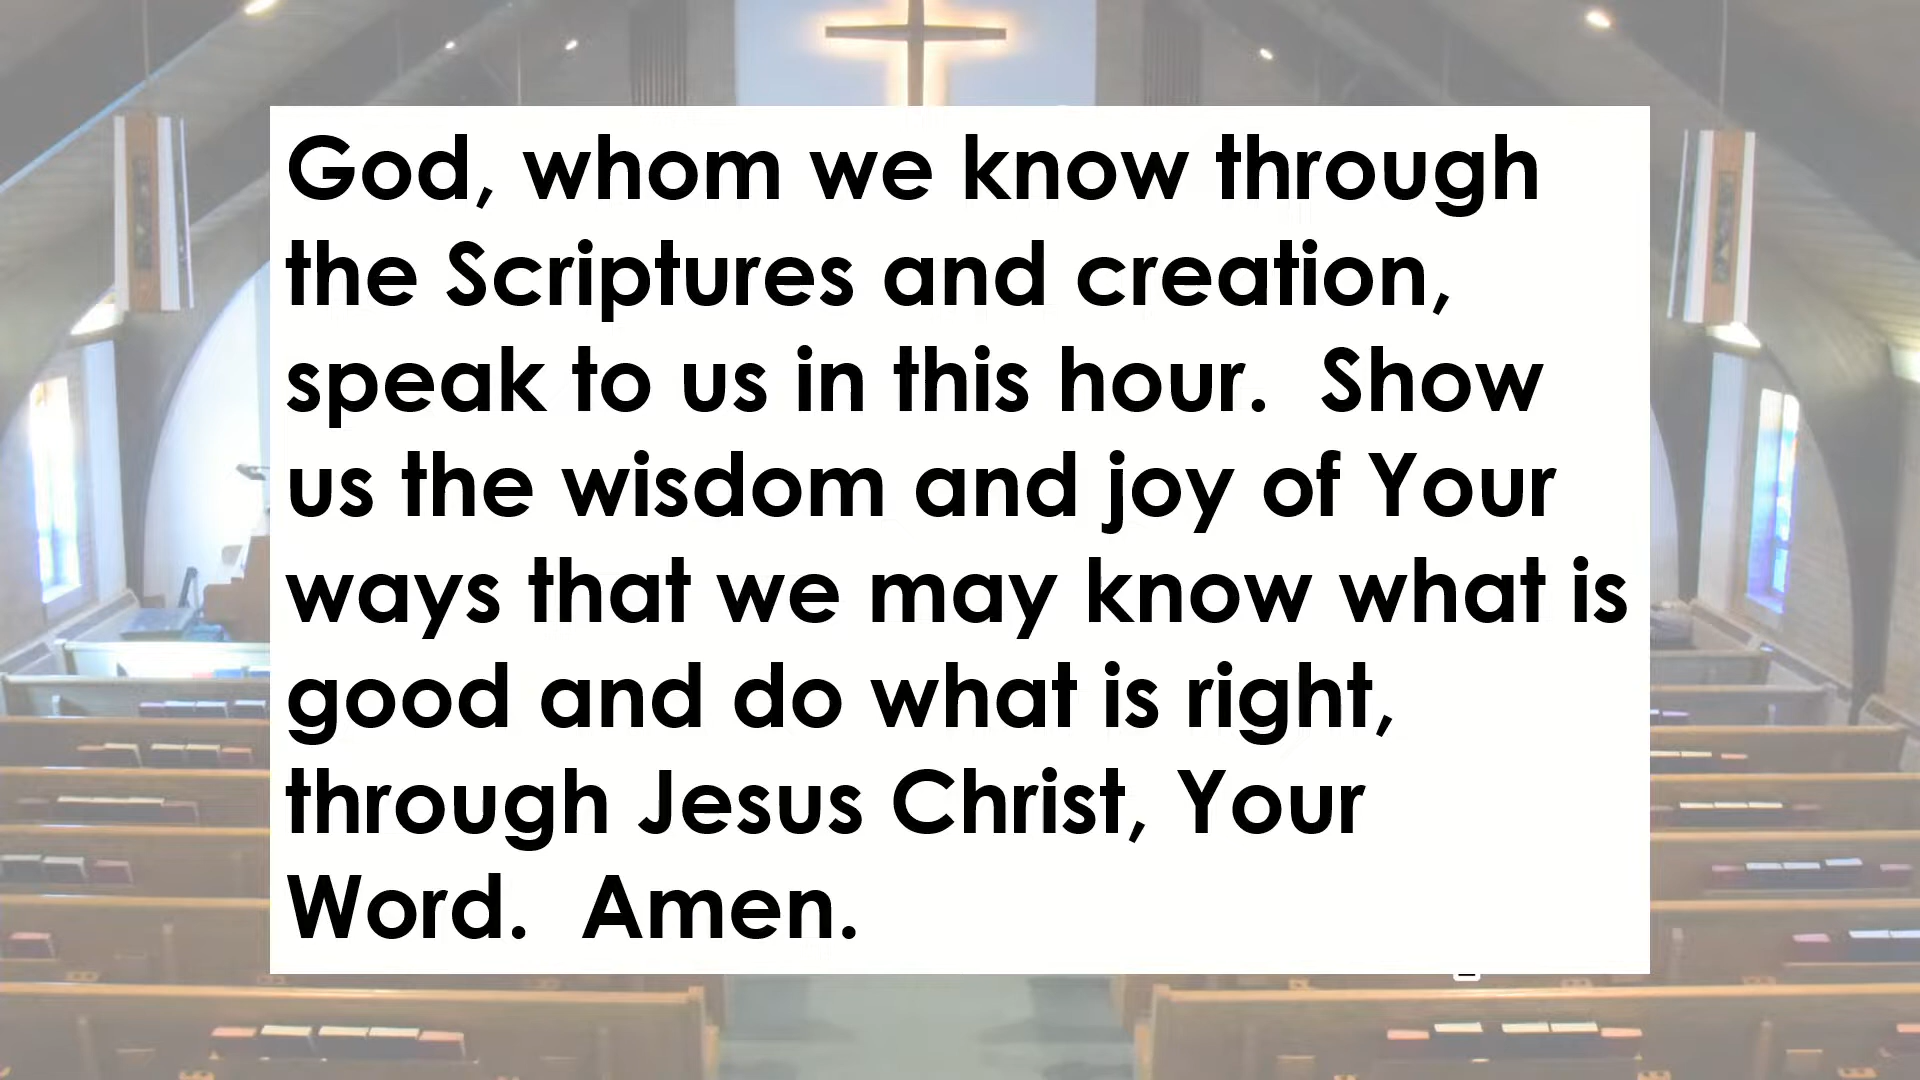 God, whom we know through
the Scriptures and creation,
speak to us in this hour.  Show
us the wisdom and joy of Your
ways that we may know what is
good and do what is right,
through Jesus Christ, Your
Word.  Amen.